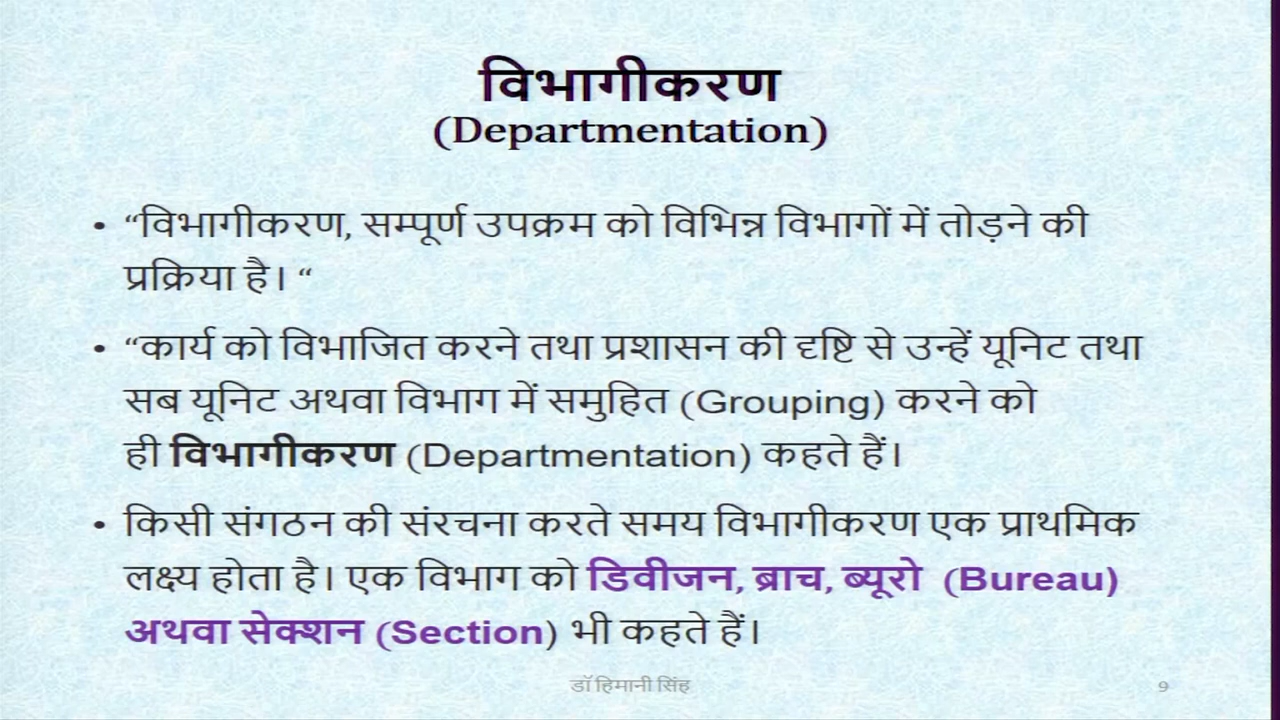 विभागीकरण
(Departmentation)
• “विभागीकरण, सम्पूर्ण उपक्रम को विभिन्न विभागों में तोड़ने की
प्रक्रिया है। “
• “कार्य को विभाजित करने तथा प्रशासन की दृष्टि से उन्हें यूनिट तथा
सब यूनिट अथवा विभाग में समुहित (Grouping) करने को
ही विभागीकरण (Departmentation) कहते हैं।
• किसी संगठन की संरचना करते समय विभागीकरण एक प्राथमिक
लक्ष्य होता है। एक विभाग को डिवीजन, ब्राच, ब्यूरो (Bureau)
अथवा सेक्शन (Section) भी कहते हैं।
डॉ हिमानी सिंह
9